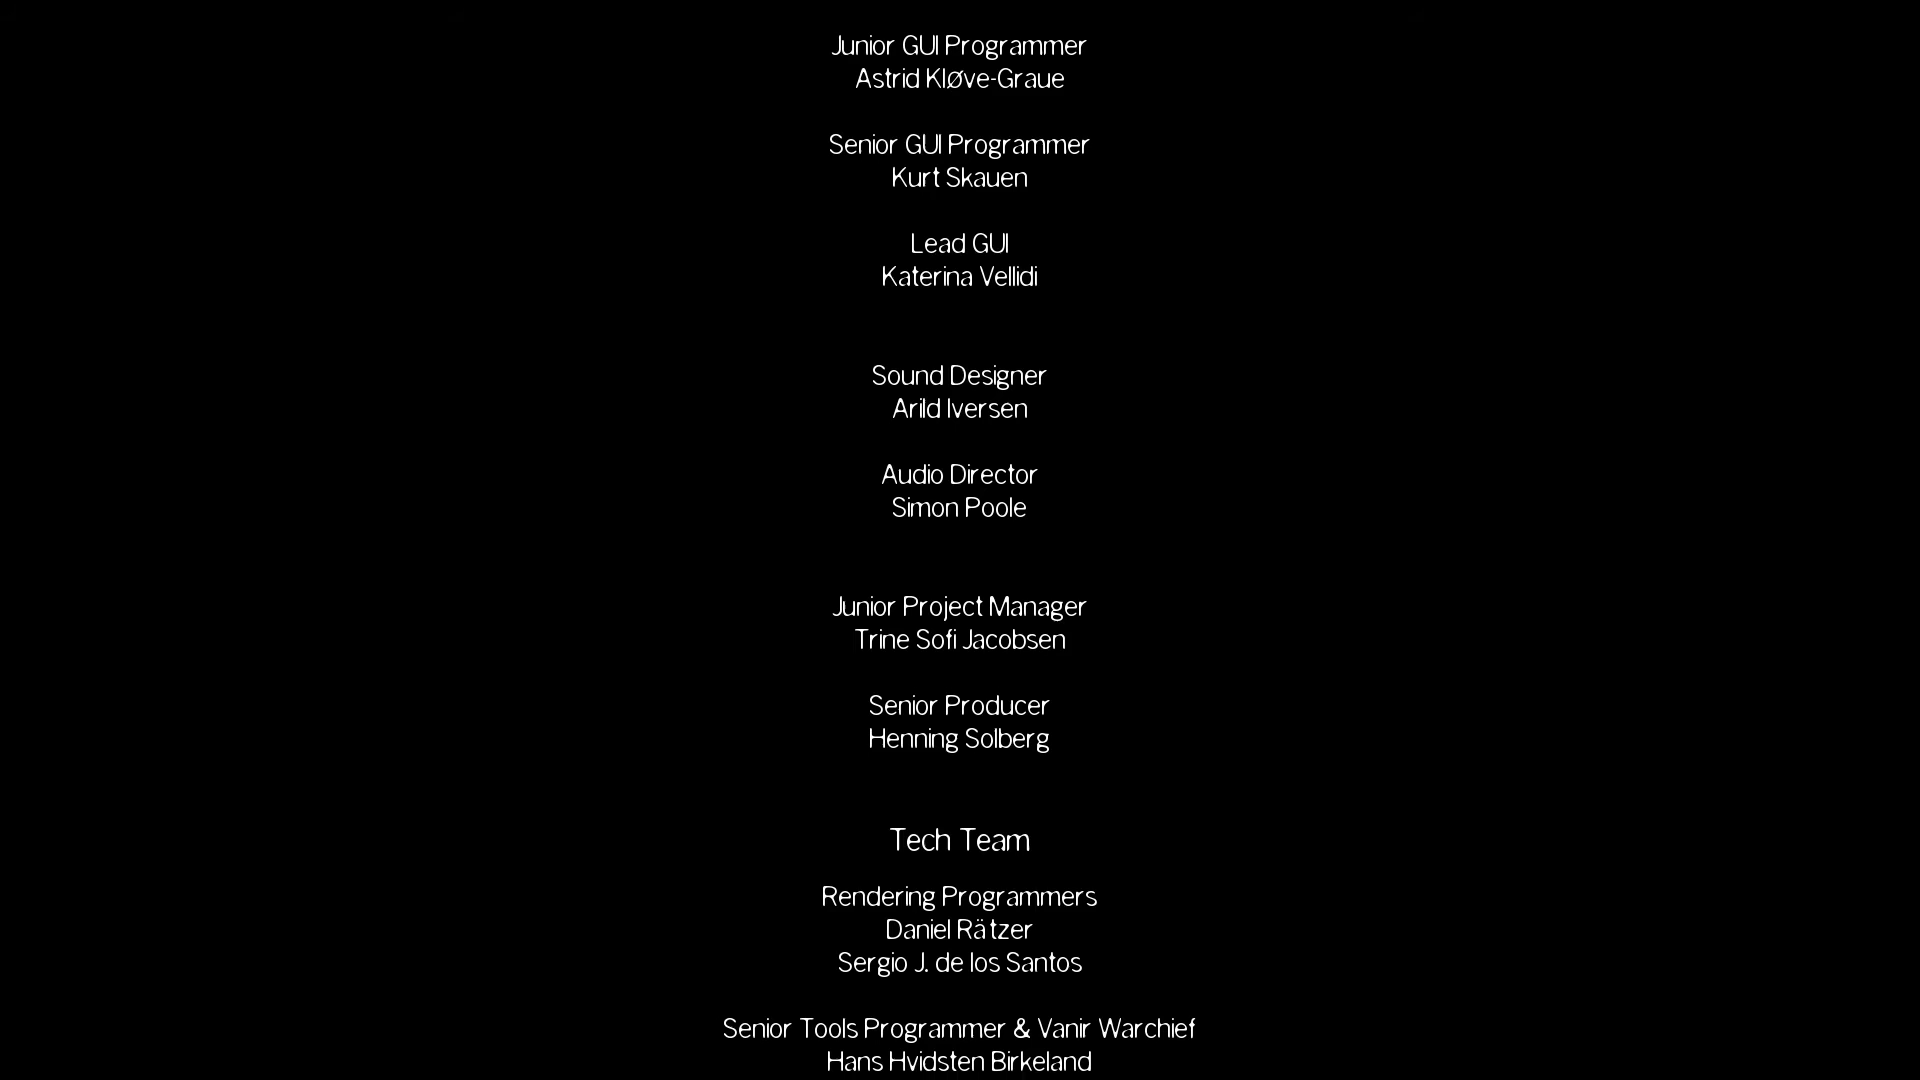 Junior GUI Programmer
Astrid Kløve-Graue
Senior GUI Programmer
Kurt Skauen
Lead GUI
Katerina Vellidi
Sound Designer
Arild Iversen
Audio Director
Simon Poole
Junior Project Manager
Trine Sofi Jacobsen
Senior Producer
Henning Solberg
Tech Team
Rendering Programmers
Daniel Rätzer
Sergio J. de los Santos
Senior Tools Programmer & Vanir Warchief
Hans Hvidsten Birkeland